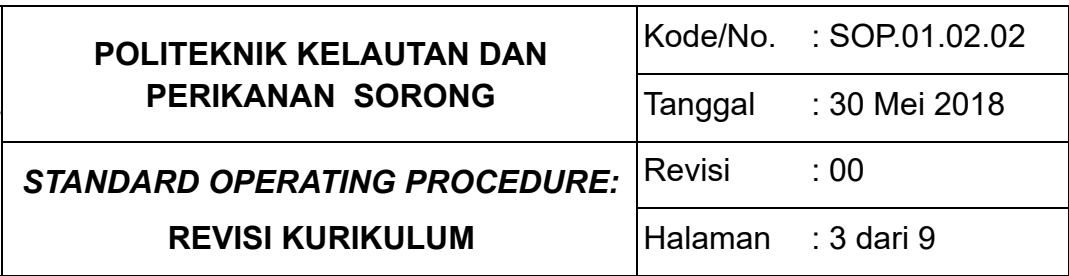 POLITEKNIK KELAUTAN DAN
PERIKANAN SORONG
Kode/No. : SOP.01.02.02
Tanggal : 30 Mei 2018
STANDARD OPERATING PROCEDURE:
REVISI KURIKULUM
Revisi : 00
Halaman : 3 dari 9